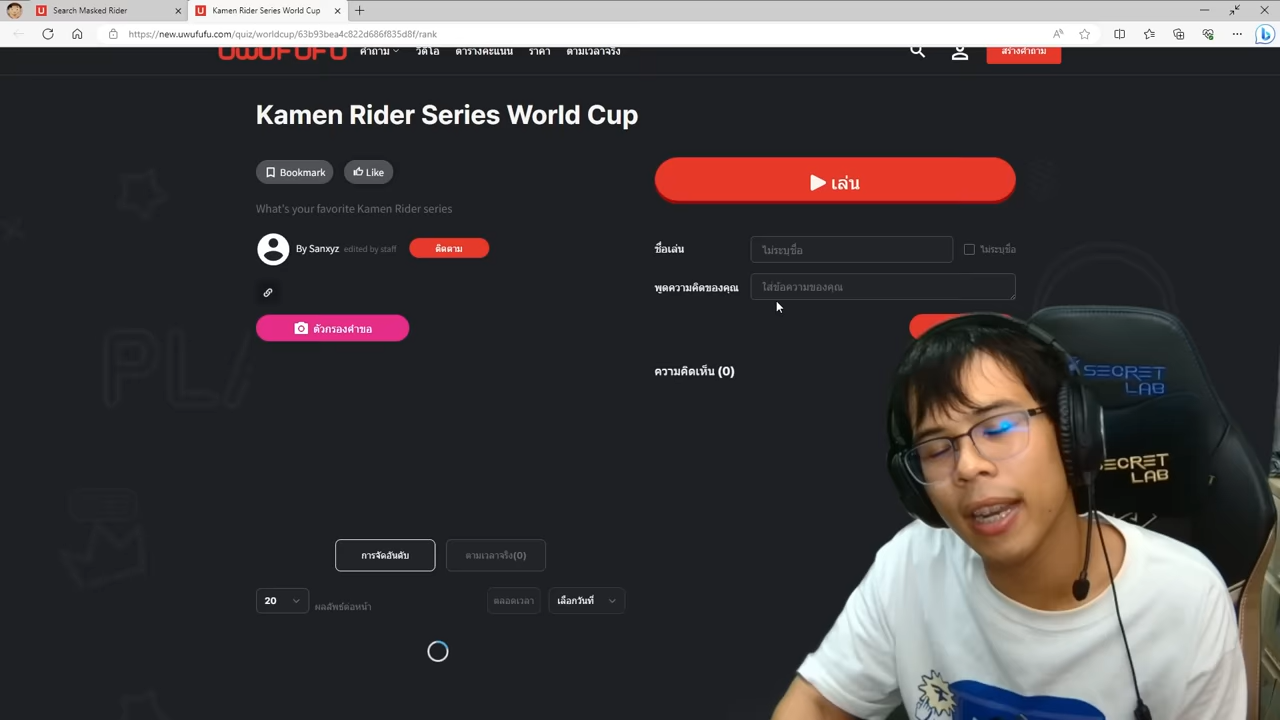 Search Masked Rider
Kamen Rider Series World Cup
https://new.uwufufu.com/quiz/worldcup/63b93bea4c822d686f835d8f/rank
UWUFUFU คำถาม วิดีโอ ตารางคะแนน ราคา ตามเวลาจริง สร้างคำถาม
Kamen Rider Series World Cup
Bookmark Like
เล่น
What's your favorite Kamen Rider series
By Sanxyz edited by staff ติดตาม
ชื่อเล่น ไม่ระบุชื่อ ไม่ระบุชื่อ
พูดความคิดของคุณ ใส่ข้อความของคุณ
ตัวกรองคำขอ
ความคิดเห็น (0)
SECRET
LAB
SECRET
LAB
การจัดอันดับ ตามเวลาจริง(0)
20 ผลลัพธ์ต่อหน้า ตลอดเวลา เลือกวันที่
PLA